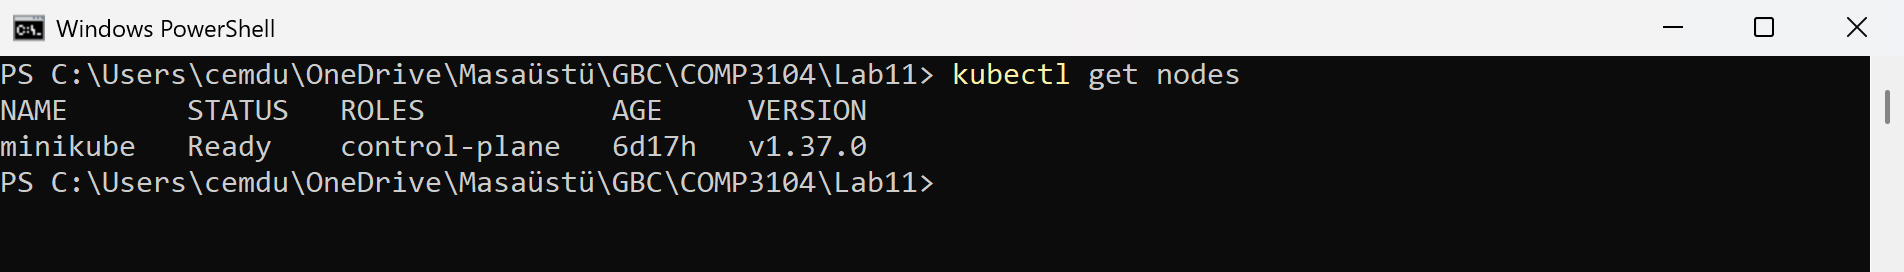 Windows PowerShell
PS C:\Users\cemdu\OneDrive\Masaüstü\GBC\COMP3104\Lab11> kubectl get nodes
NAME       STATUS   ROLES           AGE     VERSION
minikube   Ready    control-plane   6d17h   v1.37.0
PS C:\Users\cemdu\OneDrive\Masaüstü\GBC\COMP3104\Lab11>